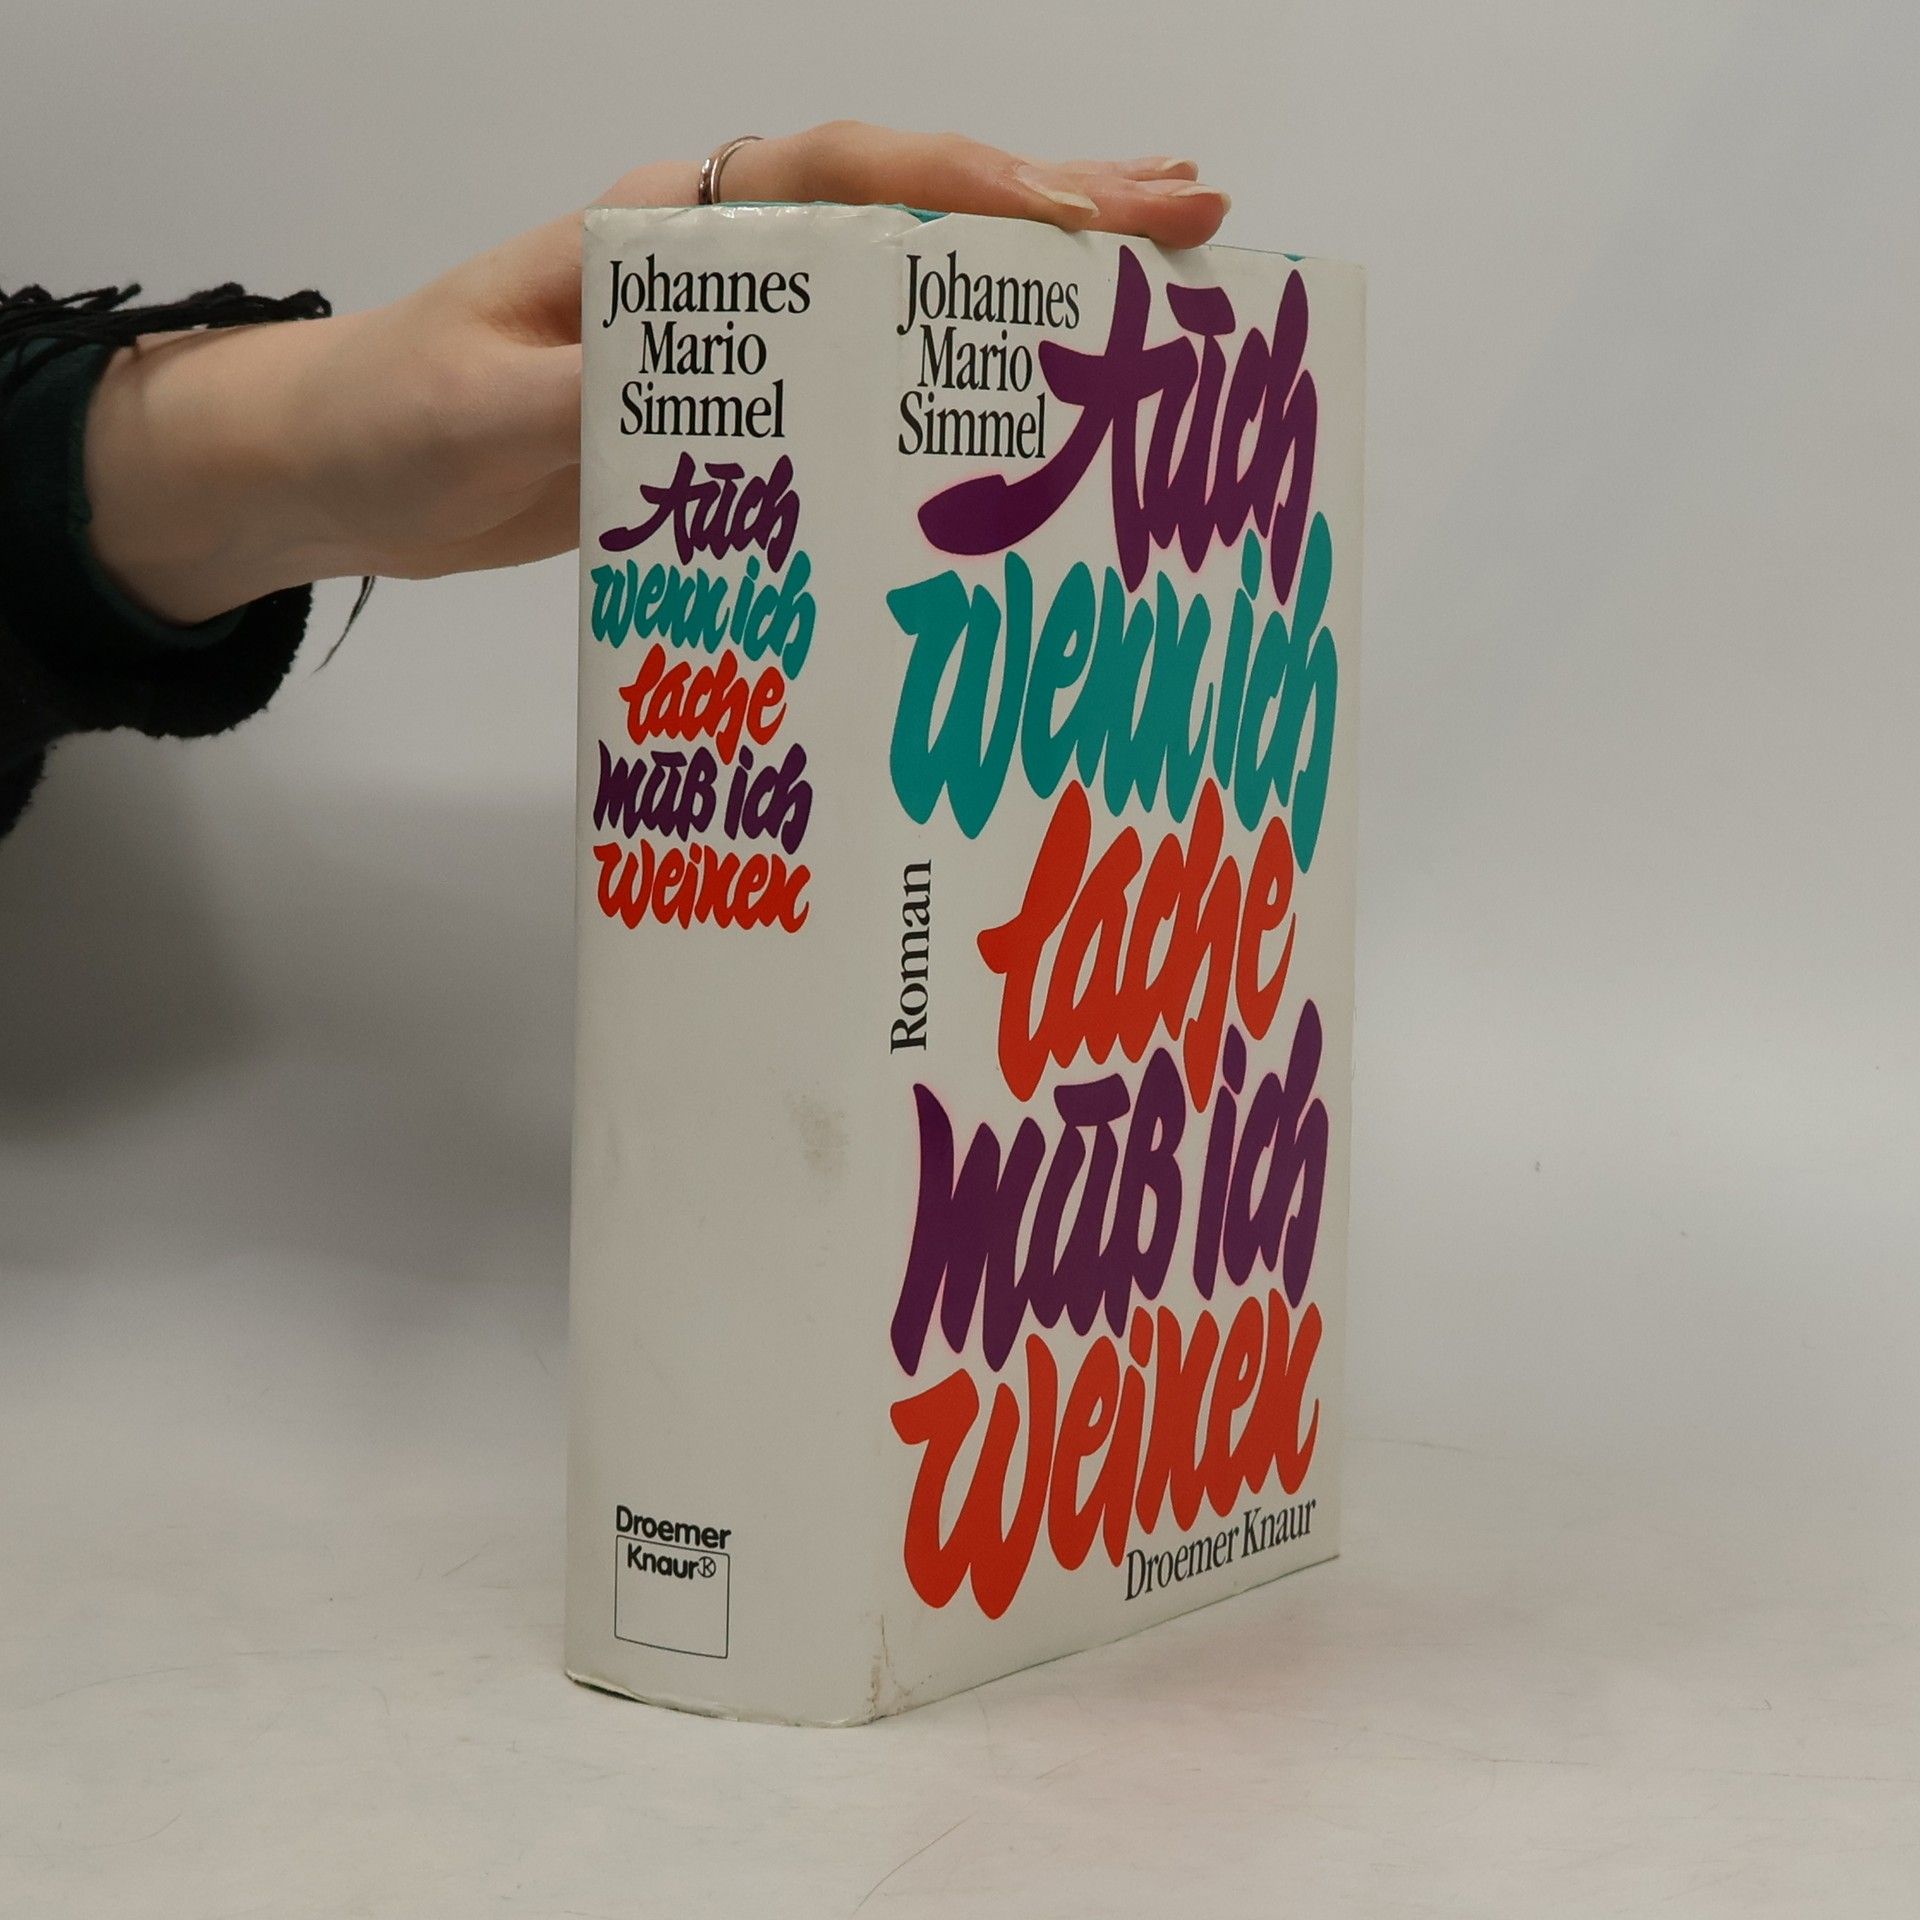 Johannes
Mario
Simmel
Auch
wenn ich
lache
muß ich
weinen
Droemer
Knaur
Johannes
Mario
Simmel
Auch
wenn ich
lache
Roman
muß ich
weinen
Droemer Knaur